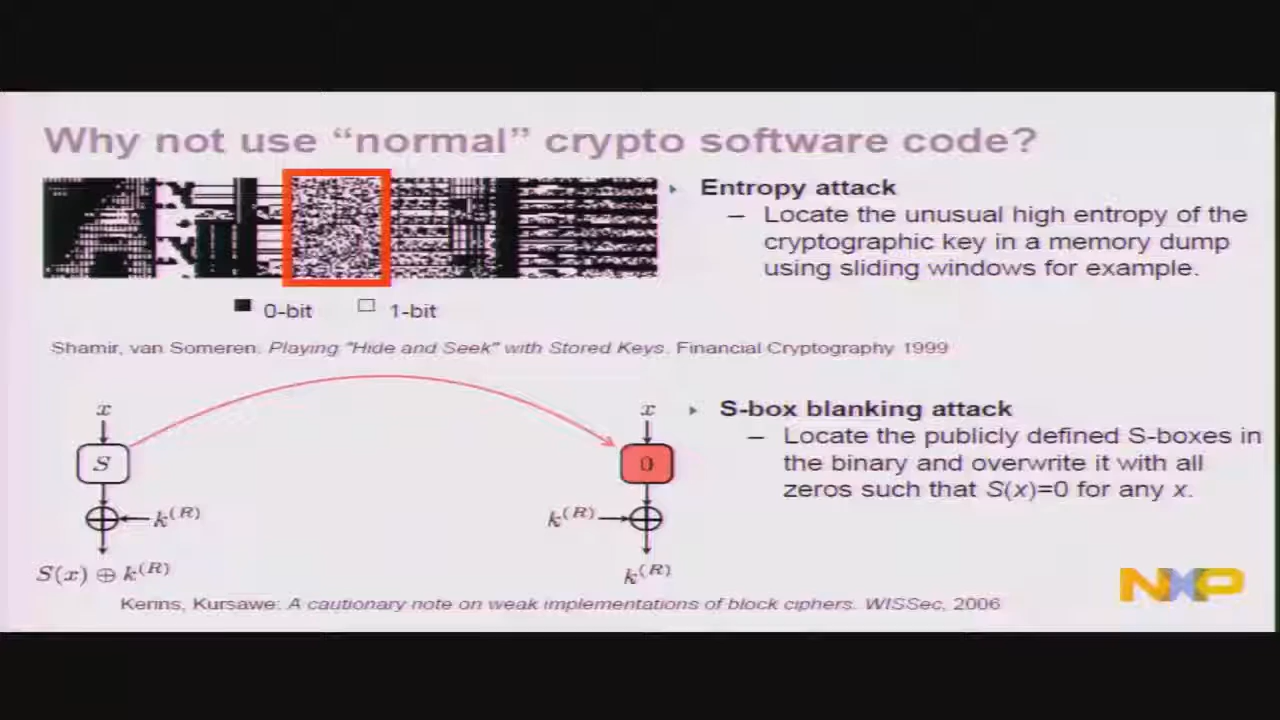 Why not use “normal” crypto software code?
Entropy attack
– Locate the unusual high entropy of the
cryptographic key in a memory dump
using sliding windows for example.
0-bit 1-bit
Shamir, van Someren: Playing "Hide and Seek" with Stored Keys. Financial Cryptography 1999
x
S
k(R)
S(x) ⊕ k(R)
x
0
k(R)
k(R)
S-box blanking attack
– Locate the publicly defined S-boxes in
the binary and overwrite it with all
zeros such that S(x)=0 for any x.
Kerins, Kursawe: A cautionary note on weak implementations of block ciphers. WISSec, 2006
NXP